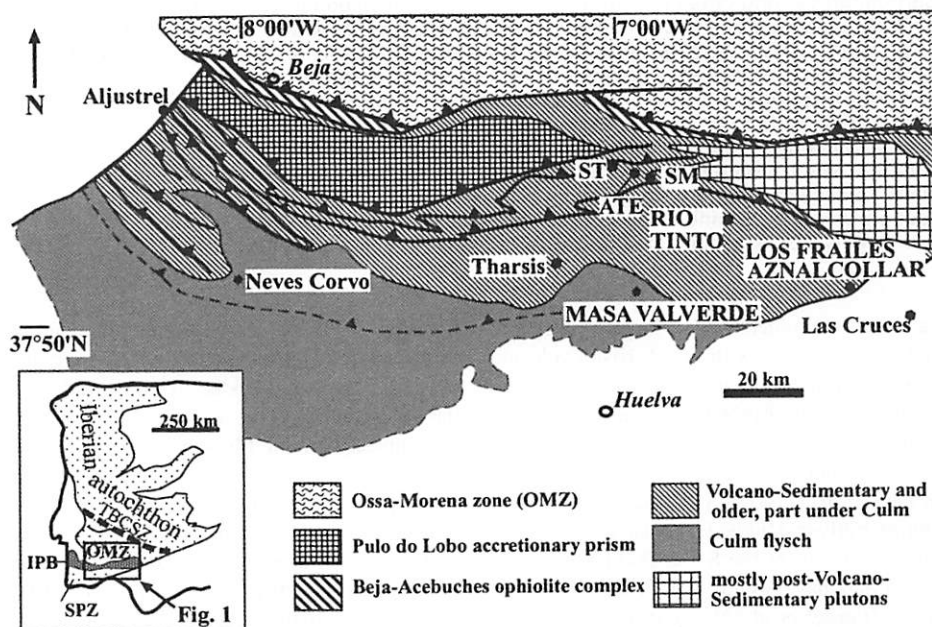 8°00'W
7°00'W
Beja
N
Aljustrel
ST
SM
ATE
RIO
TINTO
LOS FRAILES
AZNALCOLLAR
Tharsis
Neves Corvo
MASA VALVERDE
Las Cruces
37°50'N
20 km
Huelva
250 km
Iberian
autochthon
TBCSZ
OMZ
IPB
SPZ
Fig. 1
Ossa-Morena zone (OMZ)
Pulo do Lobo accretionary prism
Beja-Acebuches ophiolite complex
Volcano-Sedimentary and
older, part under Culm
Culm flysch
mostly post-Volcano-
Sedimentary plutons